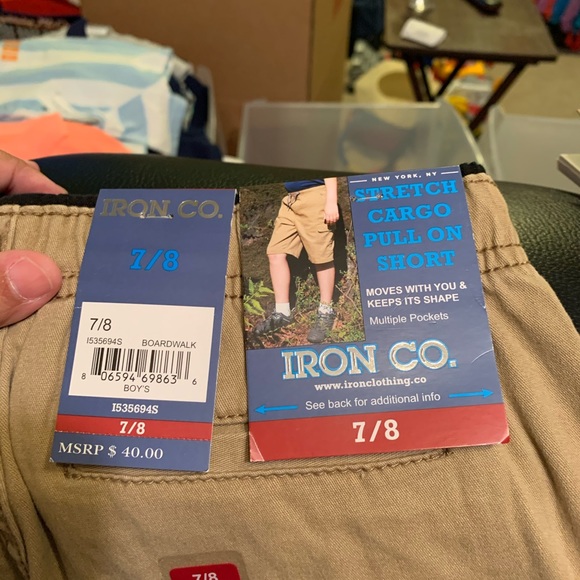 IRON CO.
7/8
7/8
I535694S BOARDWALK
8 06594 69863 6
BOY'S
I535694S
7/8
MSRP $ 40.00
NEW YORK, NY
STRETCH
CARGO
PULL ON
SHORT
MOVES WITH YOU &
KEEPS ITS SHAPE
Multiple Pockets
IRON CO.
www.ironclothing.co
See back for additional info
7/8
7/8